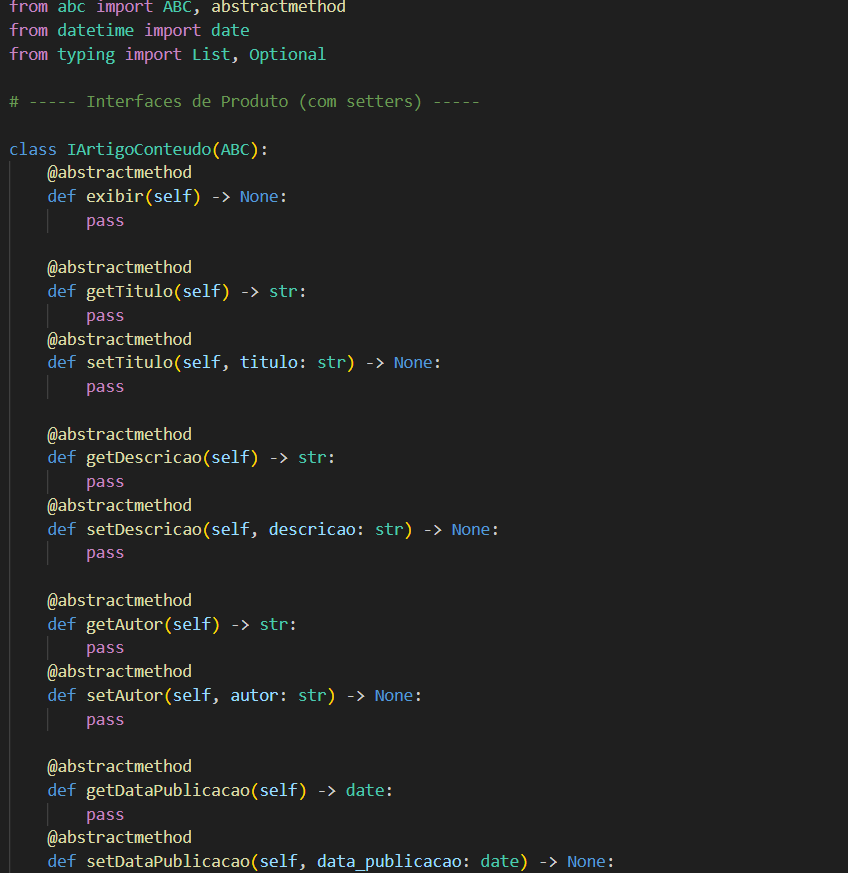 from abc import ABC, abstractmethod
from datetime import date
from typing import List, Optional
# ----- Interfaces de Produto (com setters) -----
class IArtigoConteudo(ABC):
@abstractmethod
def exibir(self) -> None:
pass
@abstractmethod
def getTitulo(self) -> str:
pass
@abstractmethod
def setTitulo(self, titulo: str) -> None:
pass
@abstractmethod
def getDescricao(self) -> str:
pass
@abstractmethod
def setDescricao(self, descricao: str) -> None:
pass
@abstractmethod
def getAutor(self) -> str:
pass
@abstractmethod
def setAutor(self, autor: str) -> None:
pass
@abstractmethod
def getDataPublicacao(self) -> date:
pass
@abstractmethod
def setDataPublicacao(self, data_publicacao: date) -> None: